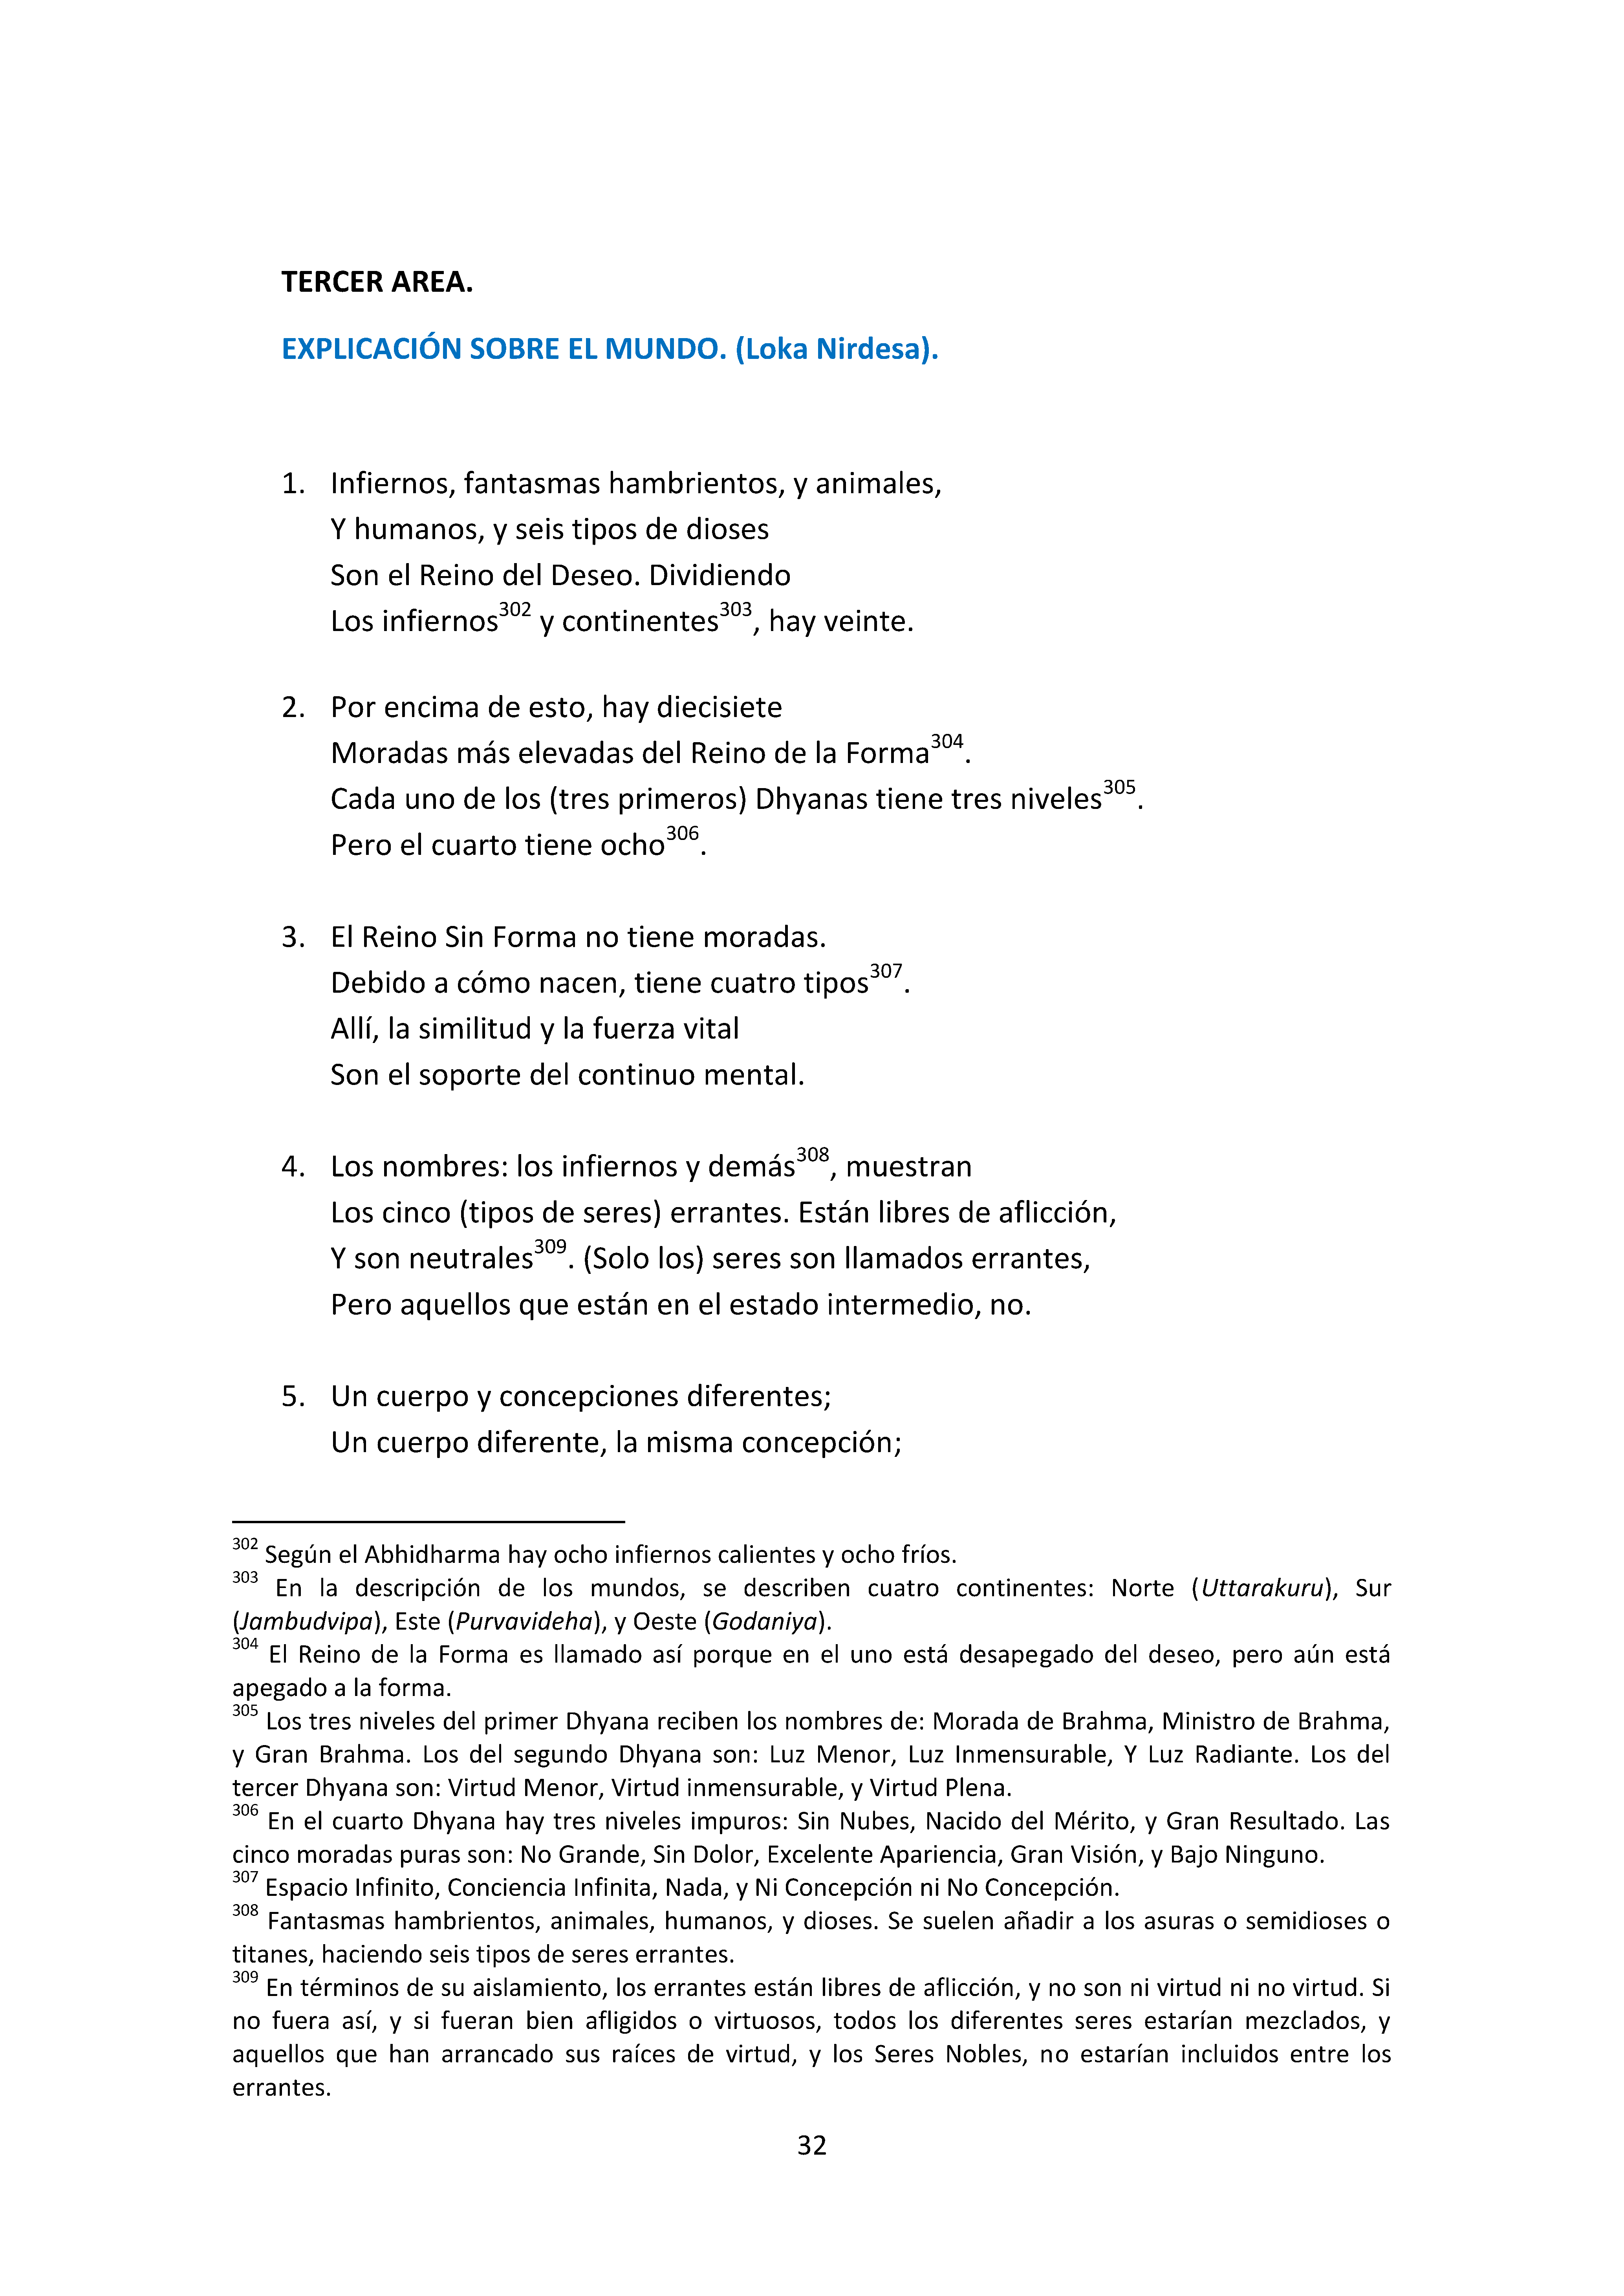 TERCER AREA.
EXPLICACIÓN SOBRE EL MUNDO. (Loka Nirdesa).
1. Infiernos, fantasmas hambrientos, y animales,
Y humanos, y seis tipos de dioses
Son el Reino del Deseo. Dividiendo
Los infiernos302 y continentes303, hay veinte.
2. Por encima de esto, hay diecisiete
Moradas más elevadas del Reino de la Forma304.
Cada uno de los (tres primeros) Dhyanas tiene tres niveles305.
Pero el cuarto tiene ocho306.
3. El Reino Sin Forma no tiene moradas.
Debido a cómo nacen, tiene cuatro tipos307.
Allí, la similitud y la fuerza vital
Son el soporte del continuo mental.
4. Los nombres: los infiernos y demás308, muestran
Los cinco (tipos de seres) errantes. Están libres de aflicción,
Y son neutrales309. (Solo los) seres son llamados errantes,
Pero aquellos que están en el estado intermedio, no.
5. Un cuerpo y concepciones diferentes;
Un cuerpo diferente, la misma concepción;
302 Según el Abhidharma hay ocho infiernos calientes y ocho fríos.
303 En la descripción de los mundos, se describen cuatro continentes: Norte (Uttarakuru), Sur
(Jambudvipa), Este (Purvavideha), y Oeste (Godaniya).
304 El Reino de la Forma es llamado así porque en el uno está desapegado del deseo, pero aún está
apegado a la forma.
305 Los tres niveles del primer Dhyana reciben los nombres de: Morada de Brahma, Ministro de Brahma,
y Gran Brahma. Los del segundo Dhyana son: Luz Menor, Luz Inmensurable, Y Luz Radiante. Los del
tercer Dhyana son: Virtud Menor, Virtud inmensurable, y Virtud Plena.
306 En el cuarto Dhyana hay tres niveles impuros: Sin Nubes, Nacido del Mérito, y Gran Resultado. Las
cinco moradas puras son: No Grande, Sin Dolor, Excelente Apariencia, Gran Visión, y Bajo Ninguno.
307 Espacio Infinito, Conciencia Infinita, Nada, y Ni Concepción ni No Concepción.
308 Fantasmas hambrientos, animales, humanos, y dioses. Se suelen añadir a los asuras o semidioses o
titanes, haciendo seis tipos de seres errantes.
309 En términos de su aislamiento, los errantes están libres de aflicción, y no son ni virtud ni no virtud. Si
no fuera así, y si fueran bien afligidos o virtuosos, todos los diferentes seres estarían mezclados, y
aquellos que han arrancado sus raíces de virtud, y los Seres Nobles, no estarían incluidos entre los
errantes.
32